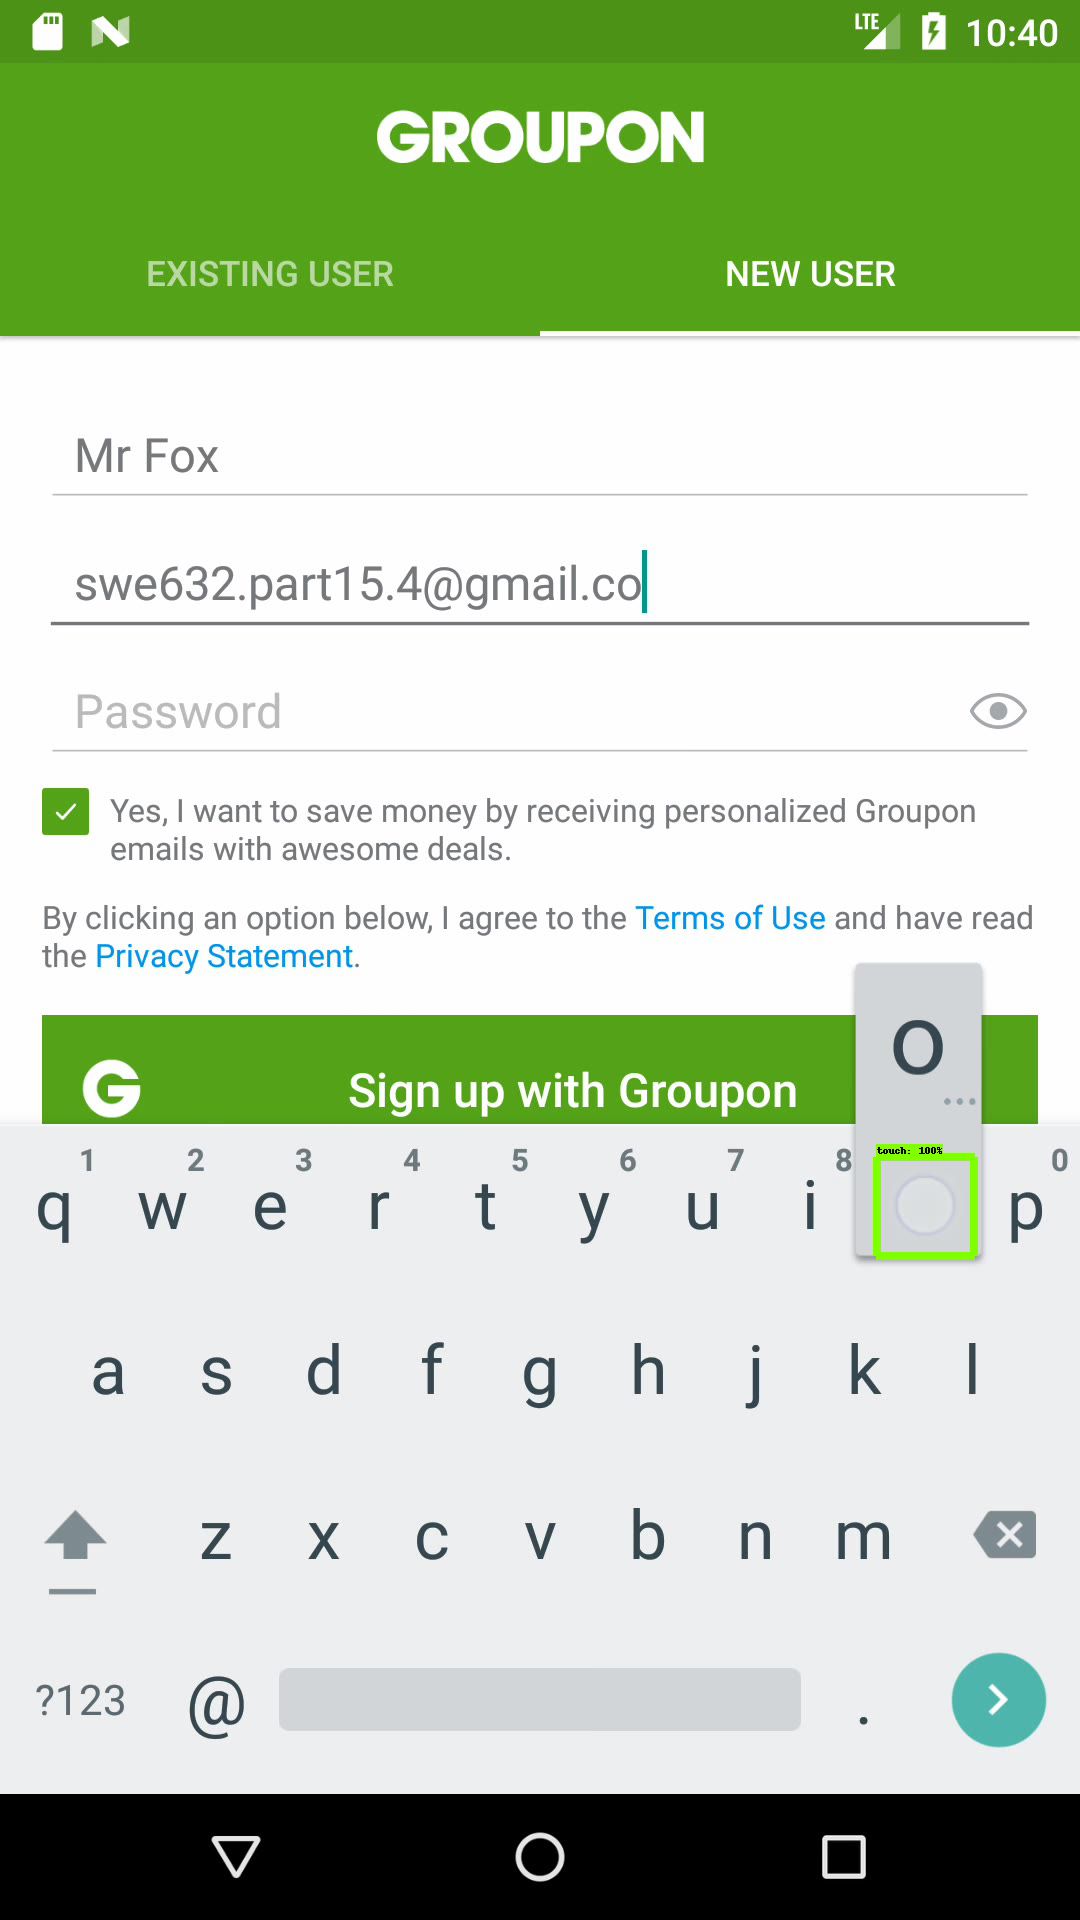 LTE 10:40
GROUPON
EXISTING USER NEW USER
Mr Fox
swe632.part15.4@gmail.co
Password
Yes, I want to save money by receiving personalized Groupon
emails with awesome deals.
By clicking an option below, I agree to the Terms of Use and have read
the Privacy Statement.
o
G Sign up with Groupon
touch: 100%
1 2 3 4 5 6 7 8 0
q w e r t y u i p
a s d f g h j k l
z x c v b n m
?123 @ .